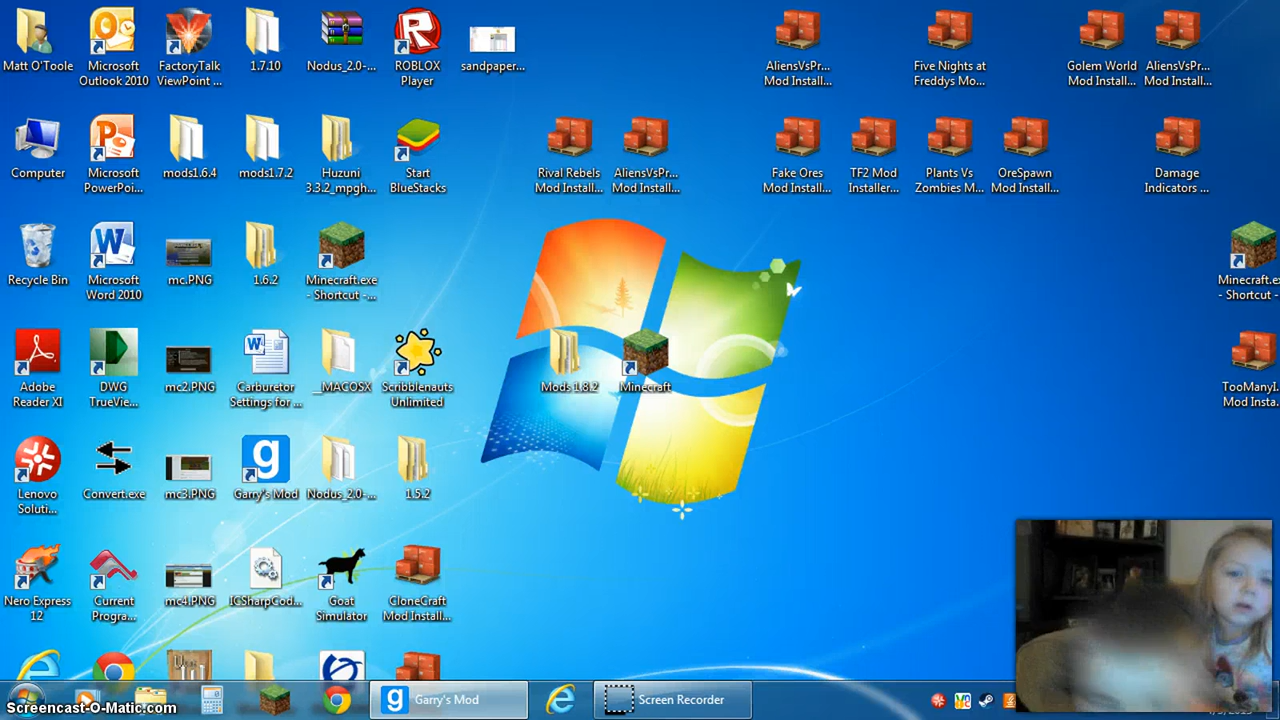 Matt O'Toole
Microsoft Outlook 2010
FactoryTalk ViewPoint ...
1.7.10
Nodus_2.0-...
ROBLOX Player
sandpaper...
AliensVsPr... Mod Install...
Five Nights at Freddys Mo...
Golem World Mod Install...
AliensVsPr... Mod Install...
Computer
Microsoft PowerPoi...
mods1.6.4
mods1.7.2
Huzuni 3.3.2_mpgh...
Start BlueStacks
Rival Rebels Mod Install...
AliensVsPr... Mod Install...
Fake Ores Mod Install...
TF2 Mod Installer...
Plants Vs Zombies M...
OreSpawn Mod Install...
Damage Indicators ...
Recycle Bin
Microsoft Word 2010
mc.PNG
1.6.2
Minecraft.exe - Shortcut -...
Minecraft.ex
- Shortcut -
Adobe Reader XI
DWG TrueVie...
mc2.PNG
Carburetor Settings for ...
__MACOSX
Scribblenauts Unlimited
Mods 1.8.2
Minecraft
TooManyI.
Mod Insta.
Lenovo Soluti...
Convert.exe
mc3.PNG
g
Garry's Mod
Nodus_2.0-...
1.5.2
Nero Express 12
Current Progra...
mc4.PNG
ICSharpCod...
Goat Simulator
CloneCraft Mod Install...
g Garry's Mod
Screen Recorder
Screencast-O-Matic.com